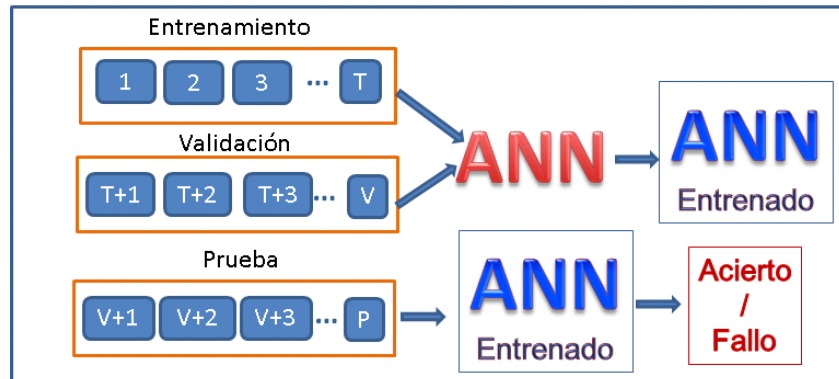 Entrenamiento
1 2 3 ... T
Validación
T+1 T+2 T+3 ... V
ANN
ANN
Entrenado
Prueba
V+1 V+2 V+3 ... P
ANN
Entrenado
Acierto
/
Fallo